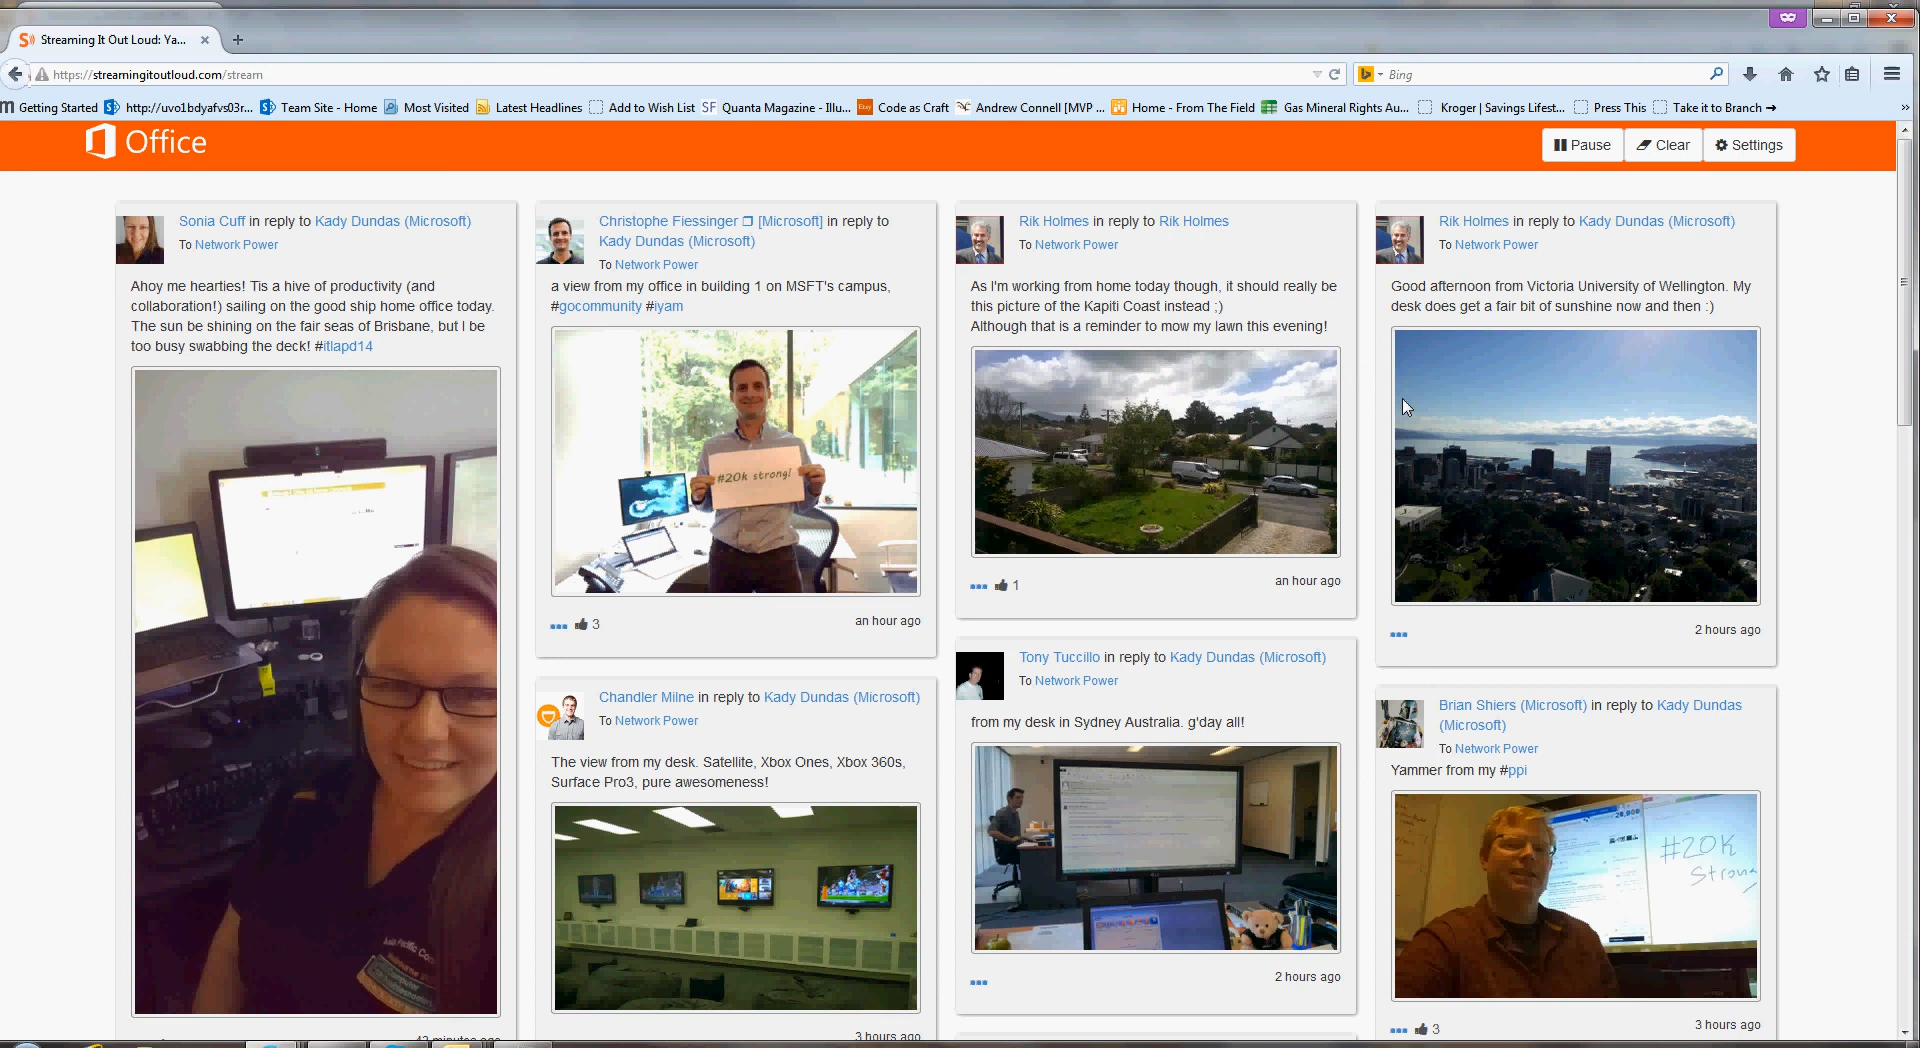 Streaming It Out Loud: Ya...
https://streamingitoutloud.com/stream
Bing
Getting Started
http://uvo1bdyafvs03r...
Team Site - Home
Most Visited
Latest Headlines
Add to Wish List
SF Quanta Magazine - Illu...
Etsy Code as Craft
Andrew Connell [MVP ...
Home - From The Field
Gas Mineral Rights Au...
Kroger | Savings Lifest...
Press This
Take it to Branch →
Office
Pause
Clear
Settings
Sonia Cuff in reply to Kady Dundas (Microsoft)
To Network Power
Ahoy me hearties! Tis a hive of productivity (and
collaboration!) sailing on the good ship home office today.
The sun be shining on the fair seas of Brisbane, but I be
too busy swabbing the deck! #itlapd14
42 minutes ago
Christophe Fiessinger [Microsoft] in reply to
Kady Dundas (Microsoft)
To Network Power
a view from my office in building 1 on MSFT's campus,
#gocommunity #iyam
#20k strong!
3
an hour ago
Chandler Milne in reply to Kady Dundas (Microsoft)
To Network Power
The view from my desk. Satellite, Xbox Ones, Xbox 360s,
Surface Pro3, pure awesomeness!
3 hours ago
Rik Holmes in reply to Rik Holmes
To Network Power
As I'm working from home today though, it should really be
this picture of the Kapiti Coast instead ;)
Although that is a reminder to mow my lawn this evening!
1
an hour ago
Tony Tuccillo in reply to Kady Dundas (Microsoft)
To Network Power
from my desk in Sydney Australia. g'day all!
2 hours ago
Rik Holmes in reply to Kady Dundas (Microsoft)
To Network Power
Good afternoon from Victoria University of Wellington. My
desk does get a fair bit of sunshine now and then :)
2 hours ago
Brian Shiers (Microsoft) in reply to Kady Dundas
(Microsoft)
To Network Power
Yammer from my #ppi
20,000
#20K
Strong
3
3 hours ago